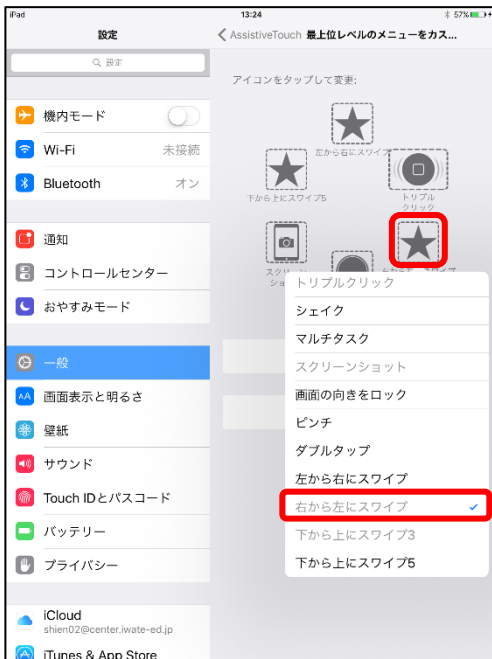 iPad
13:24
57%
設定
AssistiveTouch 最上位レベルのメニューをカス...
設定
機内モード
Wi-Fi 未接続
Bluetooth オン
通知
コントロールセンター
おやすみモード
一般
画面表示と明るさ
壁紙
サウンド
Touch IDとパスコード
バッテリー
プライバシー
iCloud
shien02@center.iwate-ed.jp
iTunes & App Store
アイコンをタップして変更:
左から右にスワイプ
下から上にスワイプ5
トリプル
クリック
スクリーン
ショ
トリプルクリック
シェイク
マルチタスク
スクリーンショット
画面の向きをロック
ピンチ
ダブルタップ
左から右にスワイプ
右から左にスワイプ
下から上にスワイプ3
下から上にスワイプ5